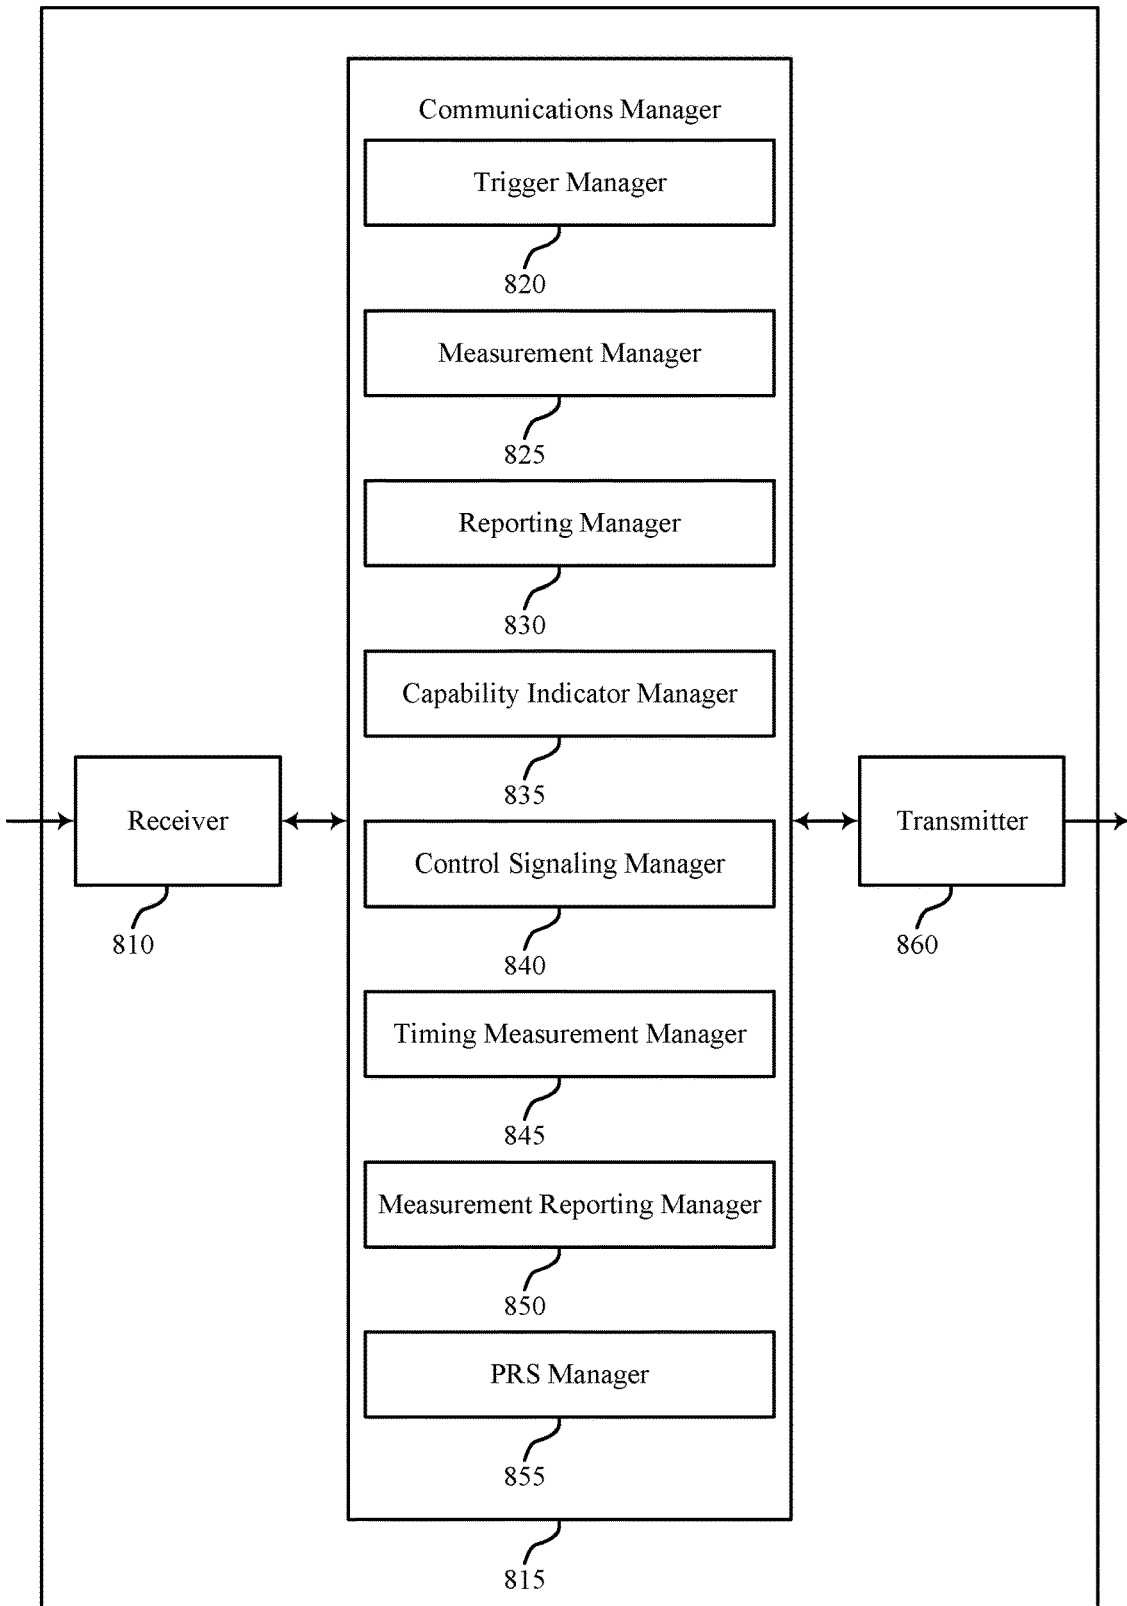 Communications Manager
Trigger Manager
820
Measurement Manager
825
Reporting Manager
830
Capability Indicator Manager
835
Receiver
810
Control Signaling Manager
840
Transmitter
860
Timing Measurement Manager
845
Measurement Reporting Manager
850
PRS Manager
855
815